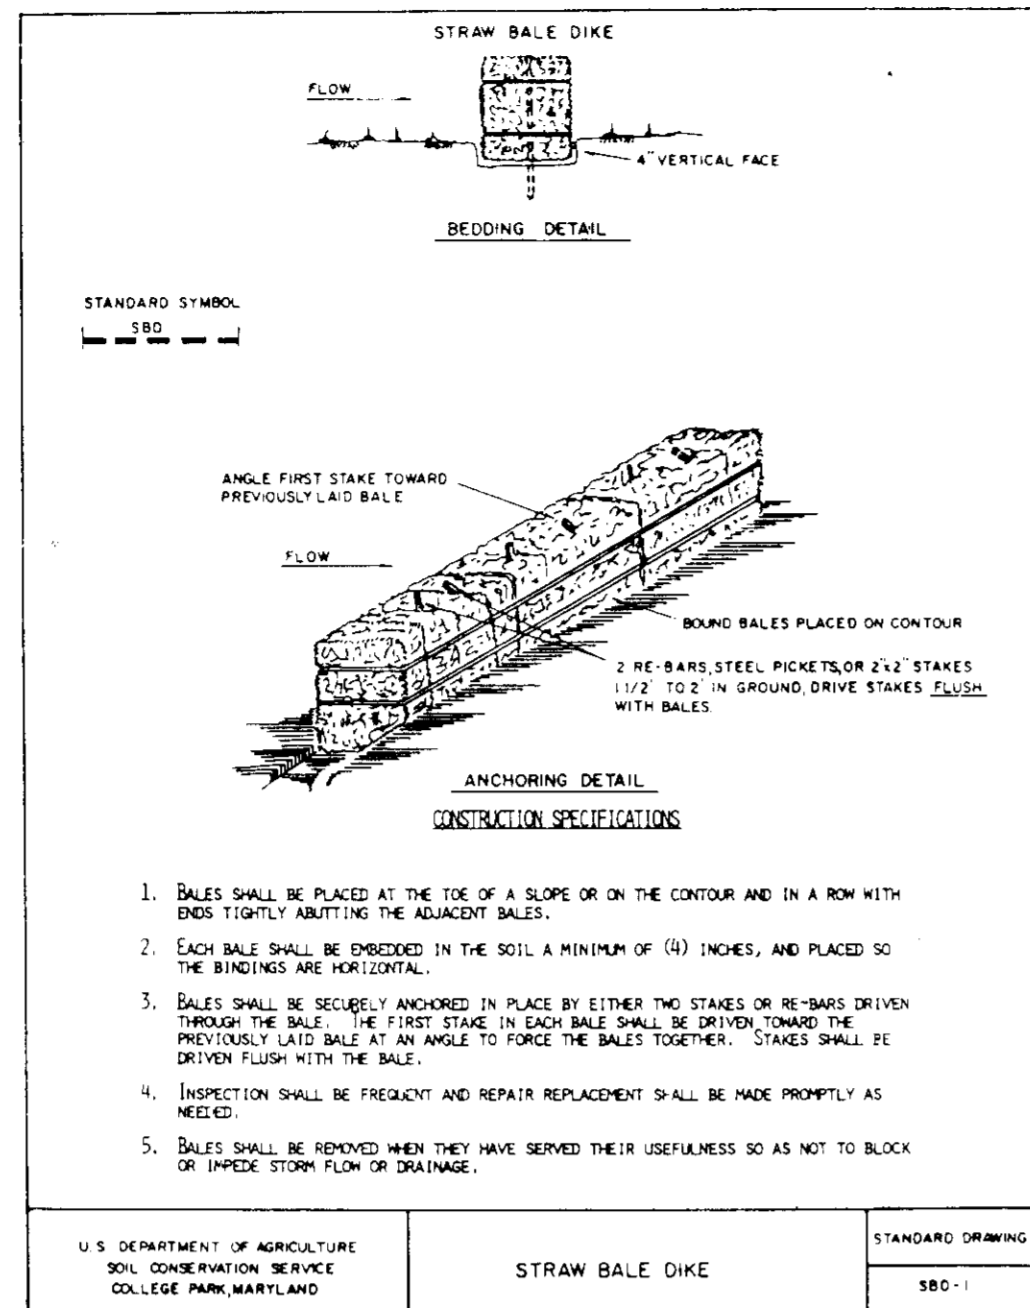 STRAW BALE DIKE
FLOW
4" VERTICAL FACE
BEDDING DETAIL
STANDARD SYMBOL
SBD
ANGLE FIRST STAKE TOWARD
PREVIOUSLY LAID BALE
FLOW
BOUND BALES PLACED ON CONTOUR
2 RE-BARS, STEEL PICKETS, OR 2"x2" STAKES
1 1/2' TO 2' IN GROUND, DRIVE STAKES FLUSH
WITH BALES.
ANCHORING DETAIL
CONSTRUCTION SPECIFICATIONS
1. BALES SHALL BE PLACED AT THE TOE OF A SLOPE OR ON THE CONTOUR AND IN A ROW WITH
ENDS TIGHTLY ABUTTING THE ADJACENT BALES.
2. EACH BALE SHALL BE EMBEDDED IN THE SOIL A MINIMUM OF (4) INCHES, AND PLACED SO
THE BINDINGS ARE HORIZONTAL.
3. BALES SHALL BE SECURELY ANCHORED IN PLACE BY EITHER TWO STAKES OR RE-BARS DRIVEN
THROUGH THE BALE. THE FIRST STAKE IN EACH BALE SHALL BE DRIVEN TOWARD THE
PREVIOUSLY LAID BALE AT AN ANGLE TO FORCE THE BALES TOGETHER. STAKES SHALL BE
DRIVEN FLUSH WITH THE BALE.
4. INSPECTION SHALL BE FREQUENT AND REPAIR REPLACEMENT SHALL BE MADE PROMPTLY AS
NEEDED.
5. BALES SHALL BE REMOVED WHEN THEY HAVE SERVED THEIR USEFULNESS SO AS NOT TO BLOCK
OR IMPEDE STORM FLOW OR DRAINAGE.
U.S. DEPARTMENT OF AGRICULTURE
SOIL CONSERVATION SERVICE
COLLEGE PARK, MARYLAND
STRAW BALE DIKE
STANDARD DRAWING
SBD-1